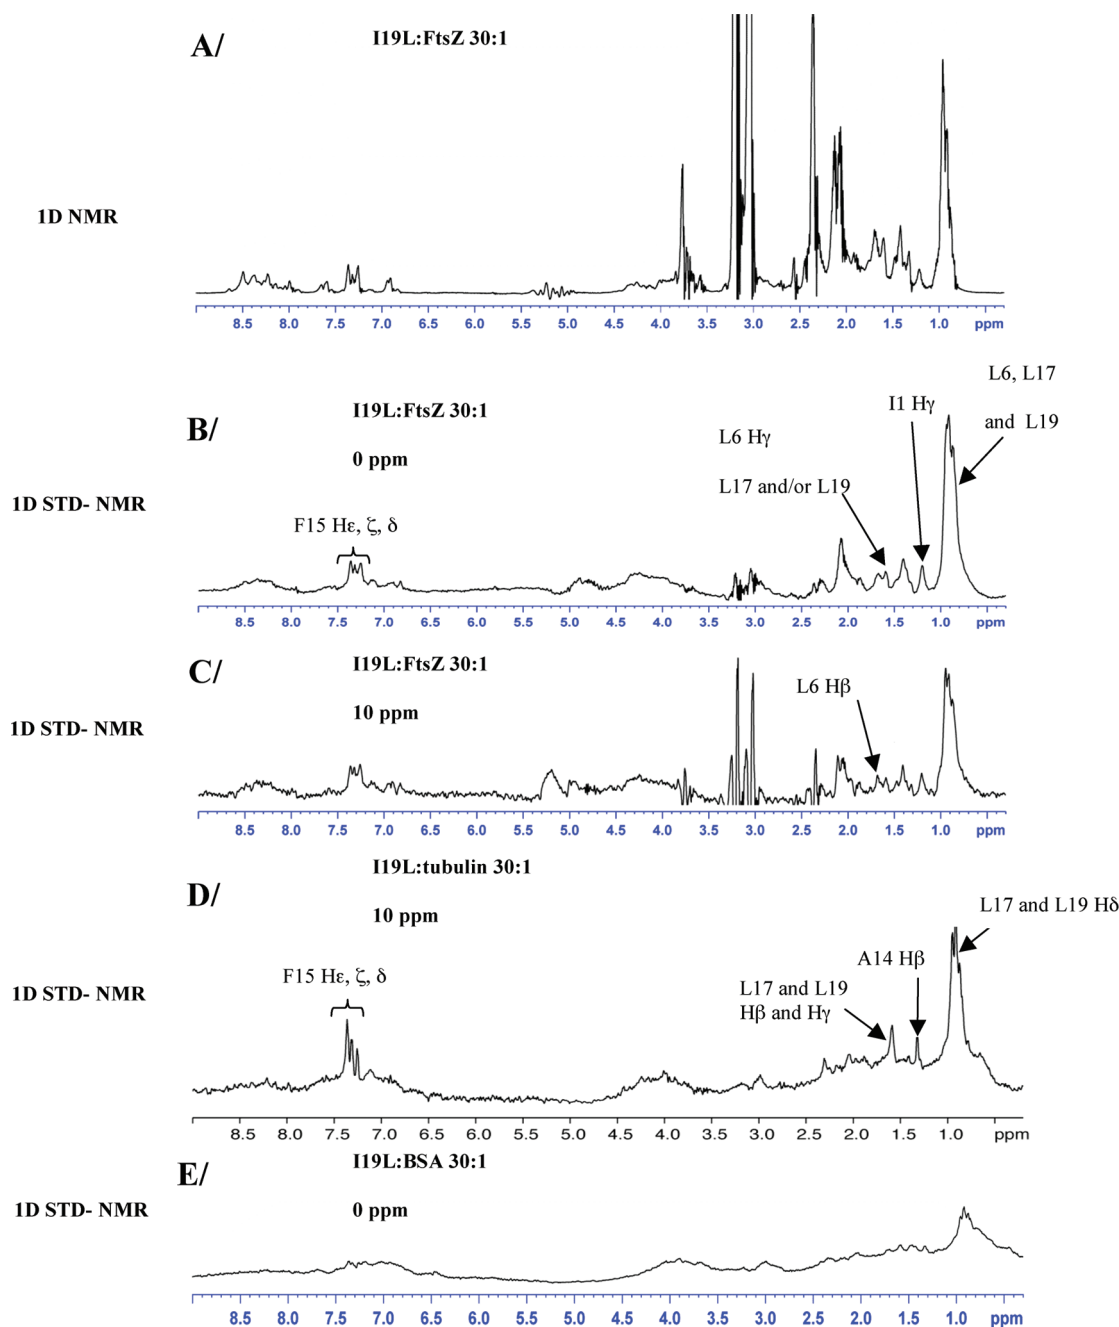 A/
I19L:FtsZ 30:1
1D NMR
8.5 8.0 7.5 7.0 6.5 6.0 5.5 5.0 4.5 4.0 3.5 3.0 2.5 2.0 1.5 1.0 ppm
B/
I19L:FtsZ 30:1
0 ppm
1D STD- NMR
F15 Hε, ζ, δ
L6 Hγ
L17 and/or L19
I1 Hγ
L6, L17
and L19
8.5 8.0 7.5 7.0 6.5 6.0 5.5 5.0 4.5 4.0 3.5 3.0 2.5 2.0 1.5 1.0 ppm
C/
I19L:FtsZ 30:1
10 ppm
1D STD- NMR
L6 Hβ
8.5 8.0 7.5 7.0 6.5 6.0 5.5 5.0 4.5 4.0 3.5 3.0 2.5 2.0 1.5 1.0 ppm
D/
I19L:tubulin 30:1
10 ppm
1D STD- NMR
F15 Hε, ζ, δ
L17 and L19
Hβ and Hγ
A14 Hβ
L17 and L19 Hδ
8.5 8.0 7.5 7.0 6.5 6.0 5.5 5.0 4.5 4.0 3.5 3.0 2.5 2.0 1.5 1.0 ppm
E/
I19L:BSA 30:1
0 ppm
1D STD- NMR
8.5 8.0 7.5 7.0 6.5 6.0 5.5 5.0 4.5 4.0 3.5 3.0 2.5 2.0 1.5 1.0 ppm